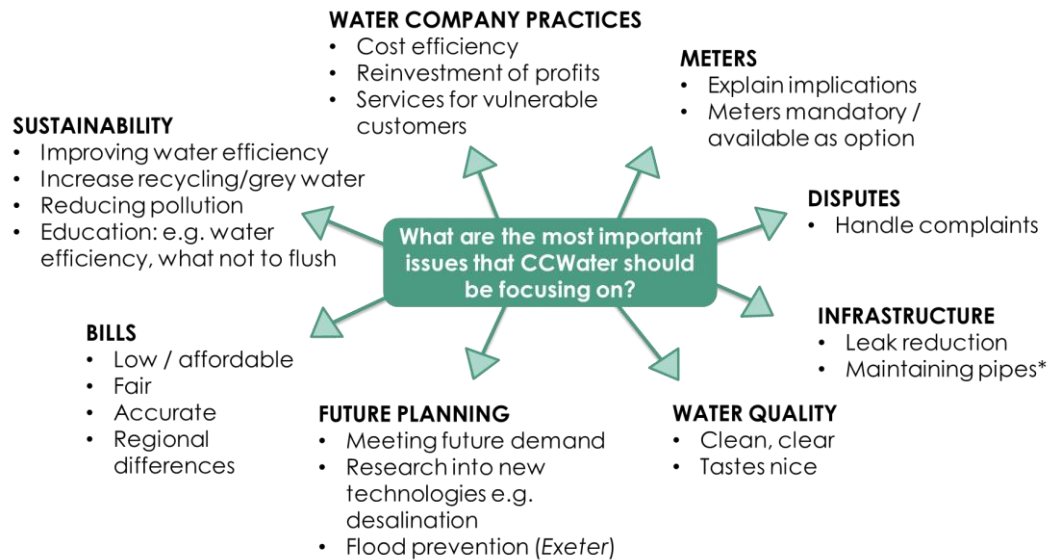 WATER COMPANY PRACTICES
• Cost efficiency
• Reinvestment of profits
• Services for vulnerable
customers
METERS
• Explain implications
• Meters mandatory /
available as option
SUSTAINABILITY
• Improving water efficiency
• Increase recycling/grey water
• Reducing pollution
• Education: e.g. water
efficiency, what not to flush
DISPUTES
• Handle complaints
What are the most important
issues that CCWater should
be focusing on?
BILLS
• Low / affordable
• Fair
• Accurate
• Regional
differences
INFRASTRUCTURE
• Leak reduction
• Maintaining pipes*
FUTURE PLANNING
• Meeting future demand
• Research into new
technologies e.g.
desalination
• Flood prevention (Exeter)
WATER QUALITY
• Clean, clear
• Tastes nice